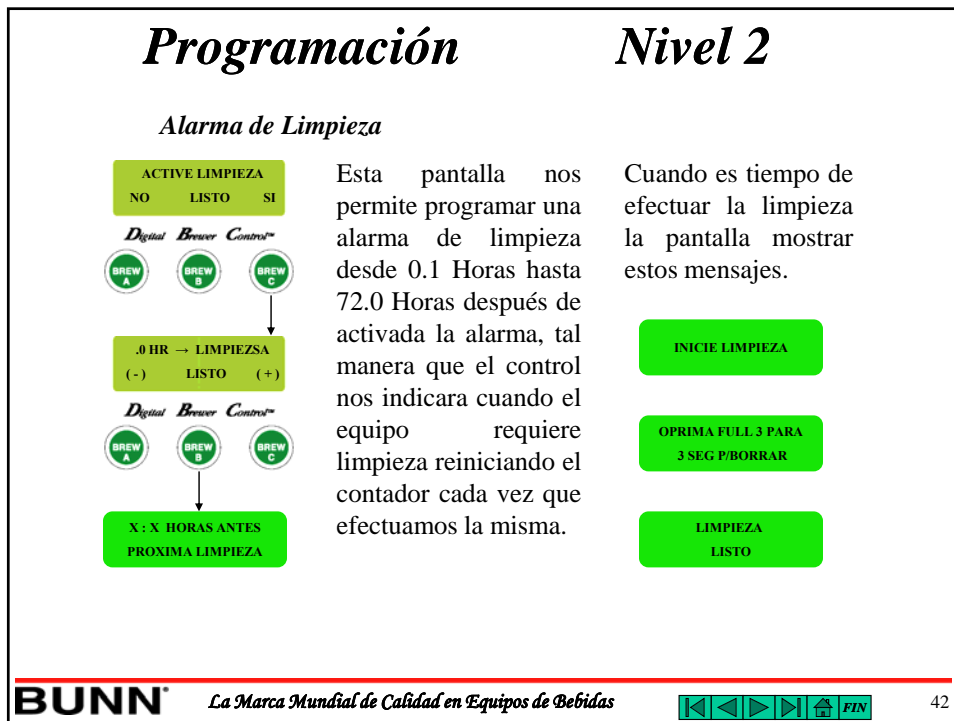 Programación Nivel 2
Alarma de Limpieza
ACTIVE LIMPIEZA
NO LISTO SI
Digital Brewer Control™
BREW A BREW B BREW C
.0 HR → LIMPIEZSA
( - ) LISTO ( + )
Digital Brewer Control™
BREW A BREW B BREW C
X : X HORAS ANTES
PROXIMA LIMPIEZA
Esta pantalla nos
permite programar una
alarma de limpieza
desde 0.1 Horas hasta
72.0 Horas después de
activada la alarma, tal
manera que el control
nos indicara cuando el
equipo requiere
limpieza reiniciando el
contador cada vez que
efectuamos la misma.
Cuando es tiempo de
efectuar la limpieza
la pantalla mostrar
estos mensajes.
INICIE LIMPIEZA
OPRIMA FULL 3 PARA
3 SEG P/BORRAR
LIMPIEZA
LISTO
BUNN® La Marca Mundial de Calidad en Equipos de Bebidas FIN 42